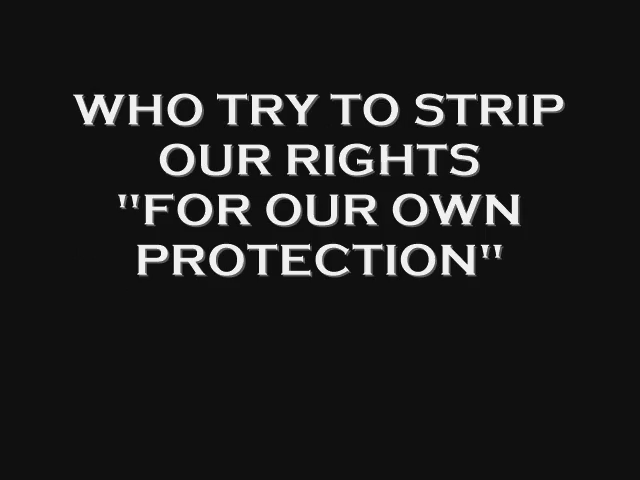 WHO TRY TO STRIP
OUR RIGHTS
"FOR OUR OWN
PROTECTION"